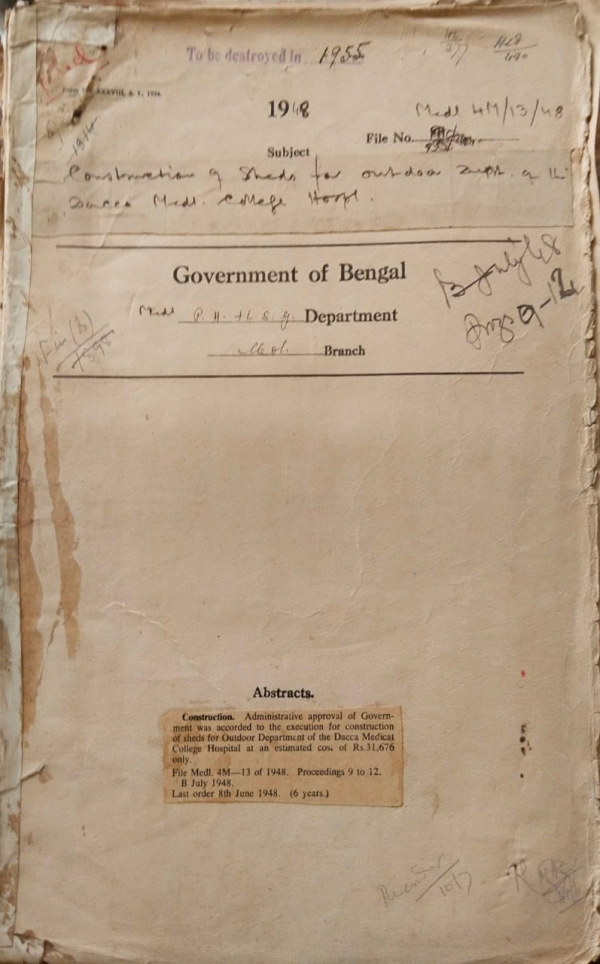 To be destroyed in 1955
1948
Medl 4M/13/48
File No.
Subject
Construction of Sheds for outdoor Dept. of the
Dacca Medl. College Hospl.
Government of Bengal
B July 48
Medl P. H. & L. S. G. Department
Progs 9-12
Medl. Branch
Abstracts.
Construction. Administrative approval of Govern-
ment was accorded to the execution for construction
of sheds for Outdoor Department of the Dacca Medical
College Hospital at an estimated cost of Rs.31,676
only.
File Medl. 4M—13 of 1948. Proceedings 9 to 12.
B July 1948.
Last order 8th June 1948. (6 years.)